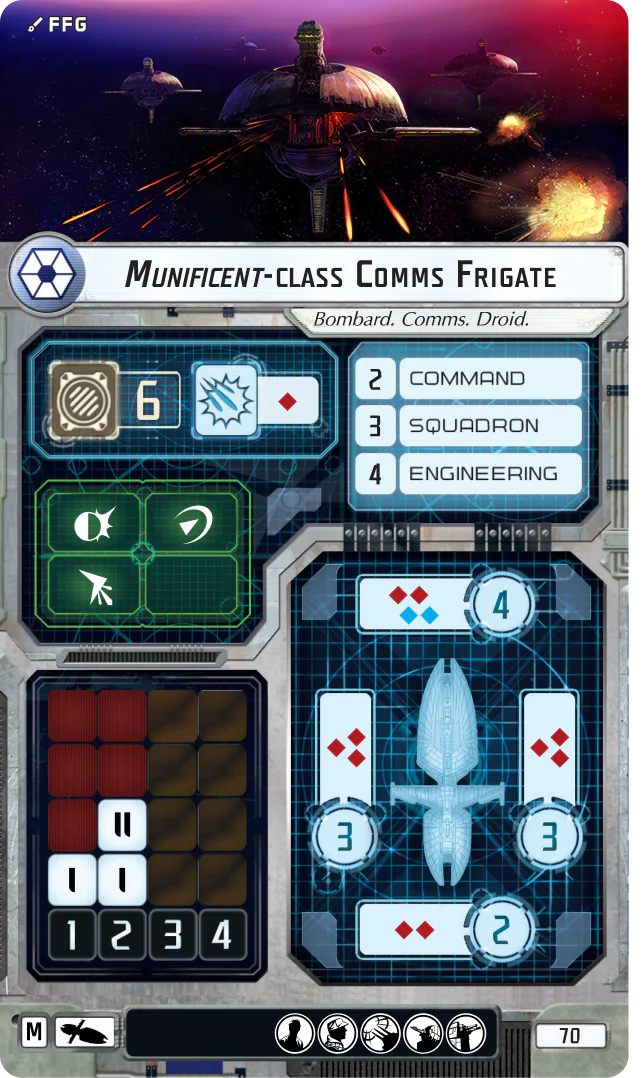 FFG
Munificent-class Comms Frigate
Bombard. Comms. Droid.
6
2 COMMAND
3 SQUADRON
4 ENGINEERING
4
3 3
2
II
I I
1 2 3 4
M
70